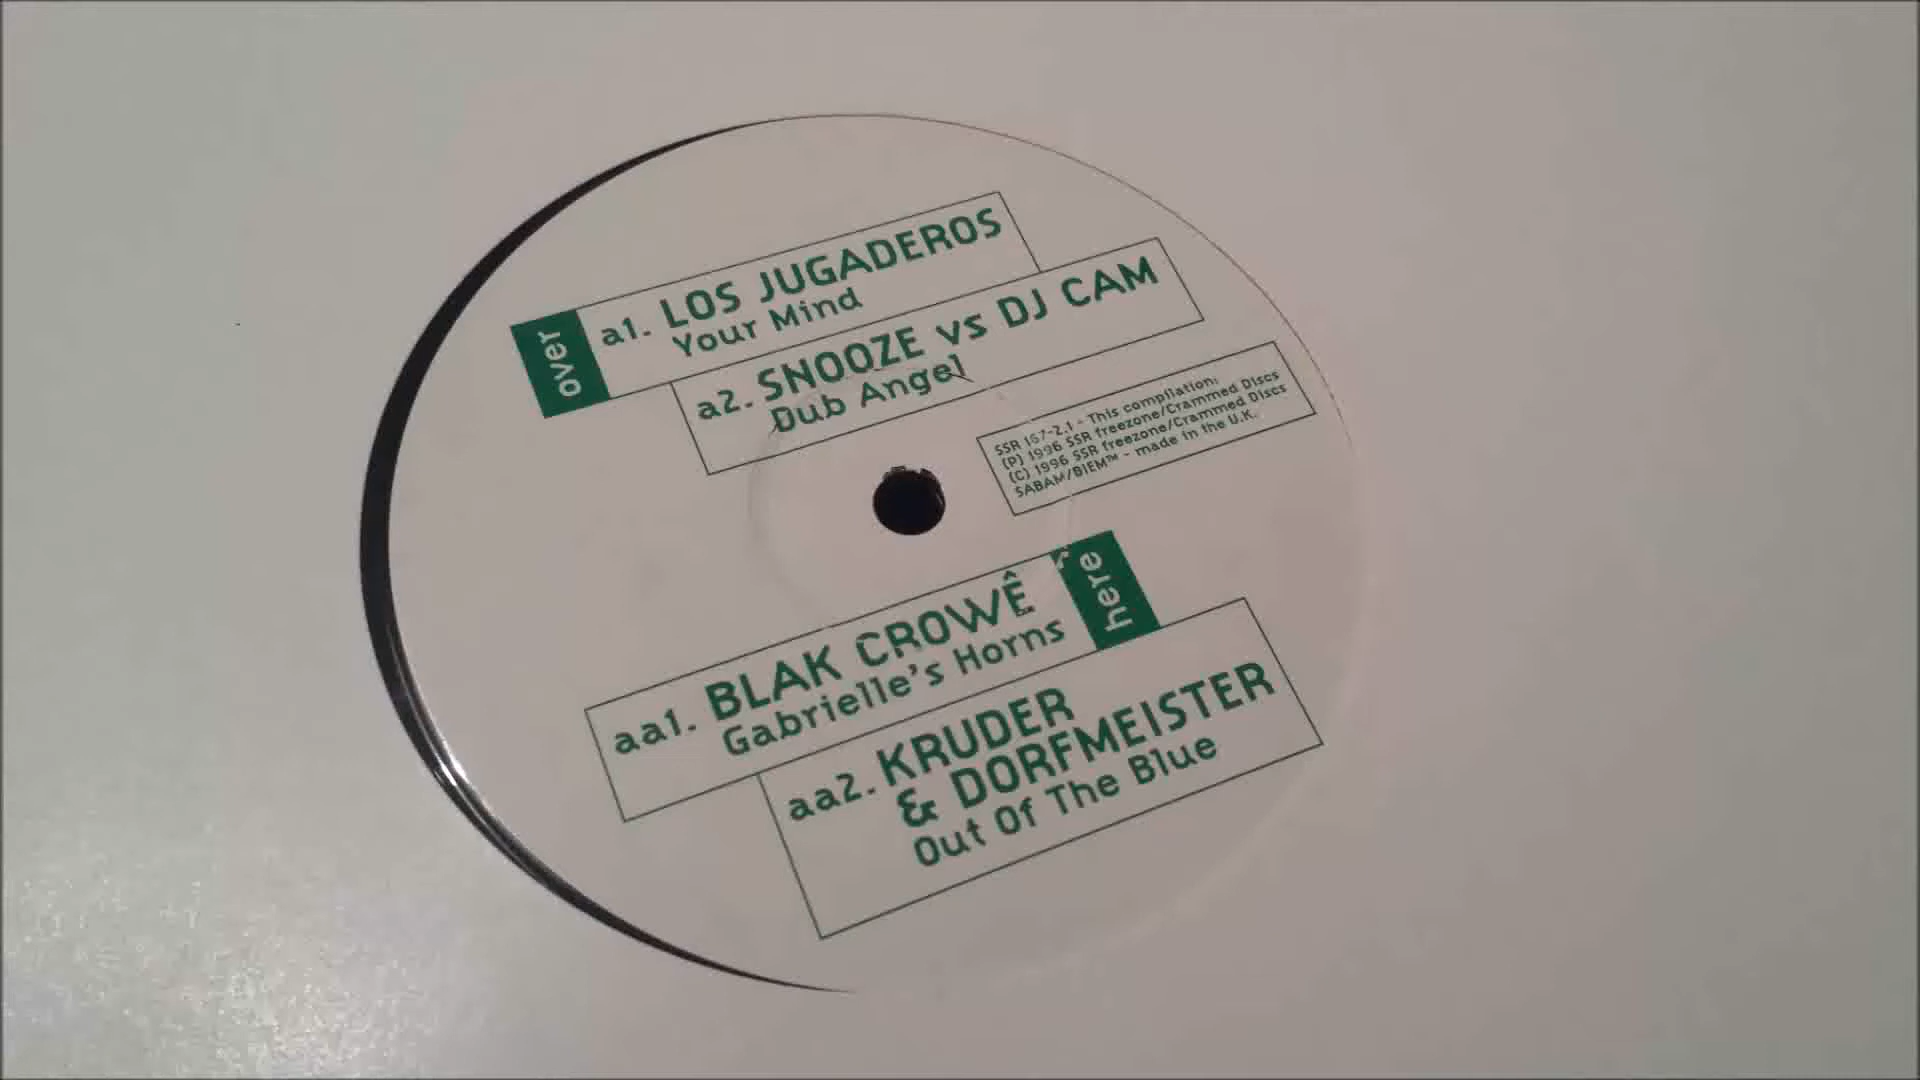 over
a1. LOS JUGADEROS
Your Mind
a2. SNOOZE vs DJ CAM
Dub Angel
SSR 167-2.1 - This compilation:
(P) 1996 SSR freezone/Crammed Discs
(C) 1996 SSR freezone/Crammed Discs
SABAM/BIEM™ - made in the U.K.
here
aa1. BLAK CROWÊ
Gabrielle's Horns
aa2. KRUDER
& DORFMEISTER
Out Of The Blue